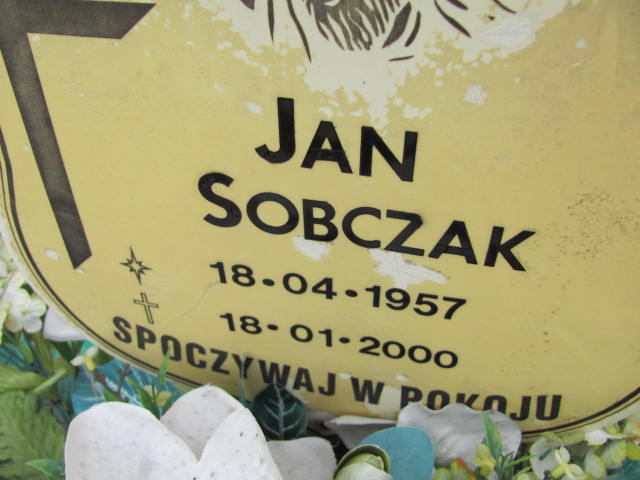 JAN
SOBCZAK
18•04•1957
18•01•2000
SPOCZYWAJ W POKOJU